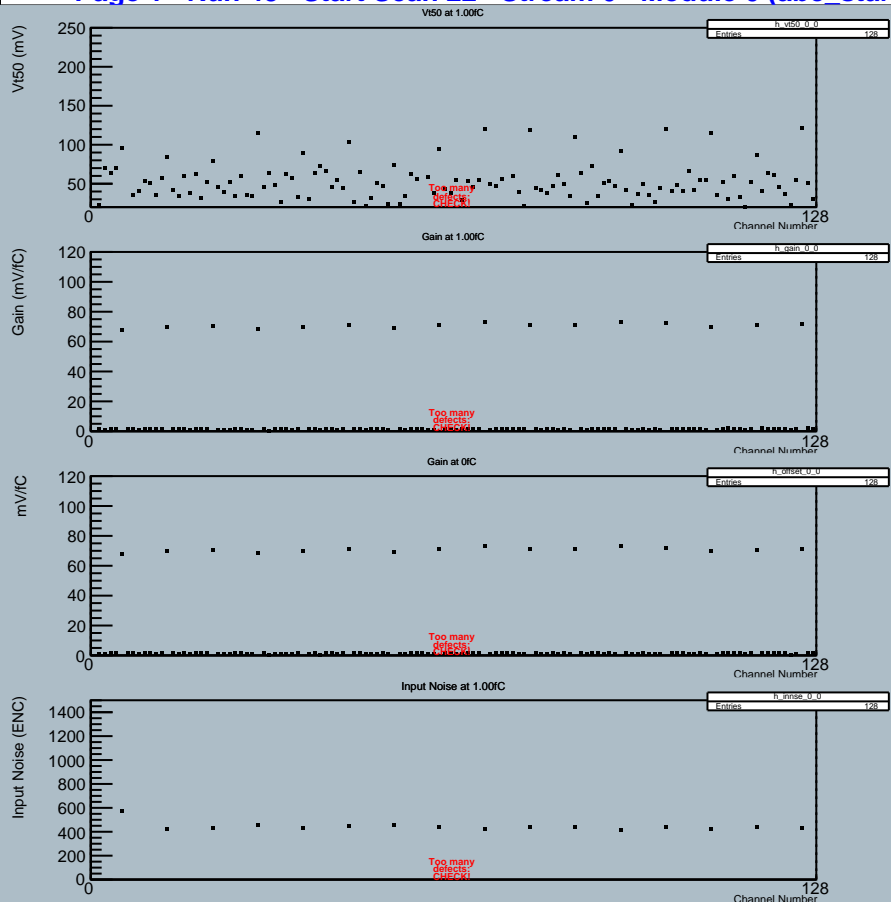 Vt50 at 1.00fC
h_vt50_0_0
Entries 128
Vt50 (mV)
250
200
150
100
50
Too many
defects:
CHECK!
0
128
Channel Number
Gain at 1.00fC
h_gain_0_0
Entries 128
Gain (mV/fC)
120
100
80
60
40
20
0
Too many
defects:
CHECK!
0
128
Channel Number
Gain at 0fC
h_offset_0_0
Entries 128
mV/fC
120
100
80
60
40
20
0
Too many
defects:
CHECK!
0
128
Channel Number
Input Noise at 1.00fC
h_innse_0_0
Entries 128
Input Noise (ENC)
1400
1200
1000
800
600
400
200
0
Too many
defects:
CHECK!
0
128
Channel Number